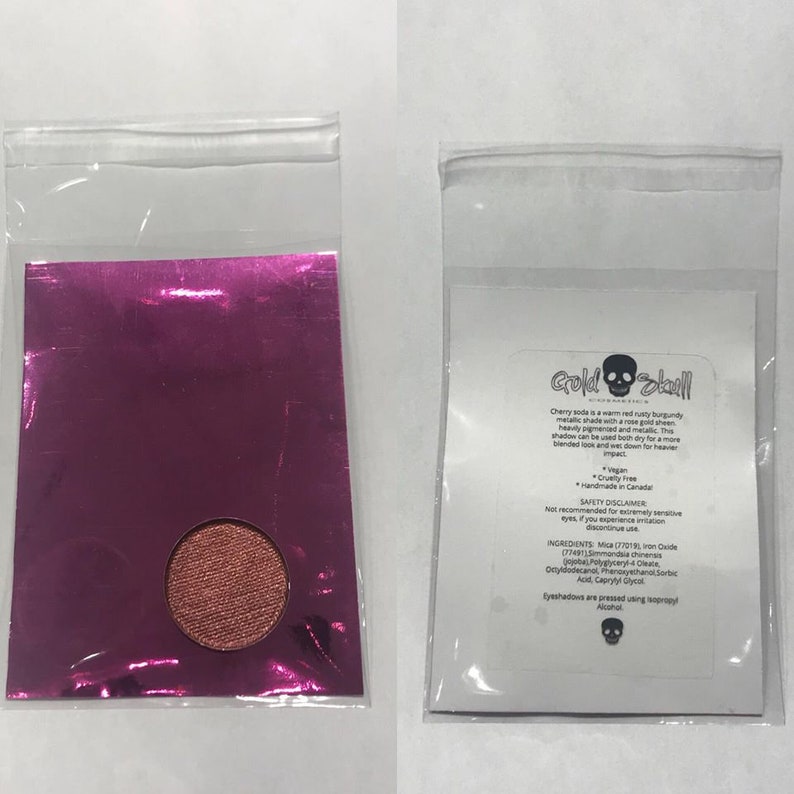 Gold Skull
COSMETICS
Cherry soda is a warm red rusty burgundy
metallic shade with a rose gold sheen.
heavily pigmented and metallic. This
shadow can be used both dry for a more
blended look and wet down for heavier
impact.
* Vegan
* Cruelty Free
* Handmade in Canada!
SAFETY DISCLAIMER:
Not recommended for extremely sensitive
eyes, if you experience irritation
discontinue use.
INGREDIENTS: Mica (77019), Iron Oxide
(77491),Simmondsia chinensis
(jojoba),Polyglyceryl-4 Oleate,
Octyldodecanol, Phenoxyethanol,Sorbic
Acid, Caprylyl Glycol.
Eyeshadows are pressed using Isopropyl
Alcohol.